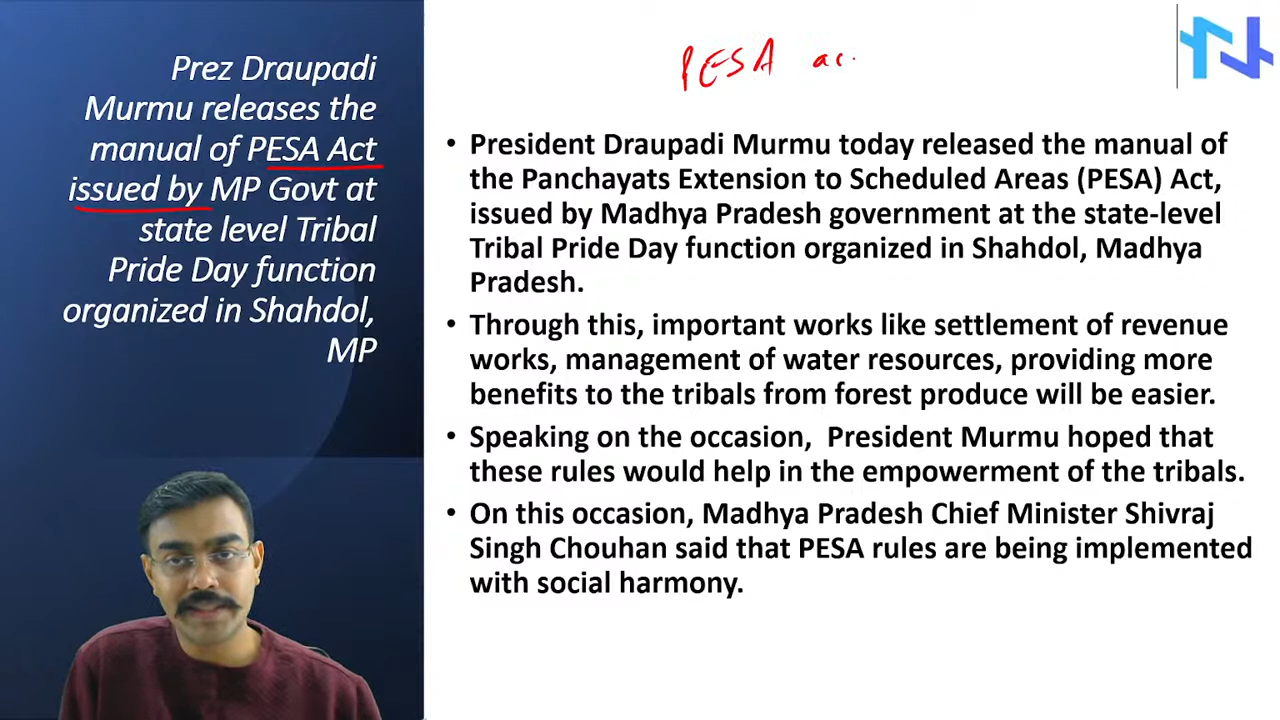 PESA ac
Prez Draupadi
Murmu releases the
manual of PESA Act
issued by MP Govt at
state level Tribal
Pride Day function
organized in Shahdol,
MP
• President Draupadi Murmu today released the manual of
the Panchayats Extension to Scheduled Areas (PESA) Act,
issued by Madhya Pradesh government at the state-level
Tribal Pride Day function organized in Shahdol, Madhya
Pradesh.
• Through this, important works like settlement of revenue
works, management of water resources, providing more
benefits to the tribals from forest produce will be easier.
• Speaking on the occasion,  President Murmu hoped that
these rules would help in the empowerment of the tribals.
• On this occasion, Madhya Pradesh Chief Minister Shivraj
Singh Chouhan said that PESA rules are being implemented
with social harmony.